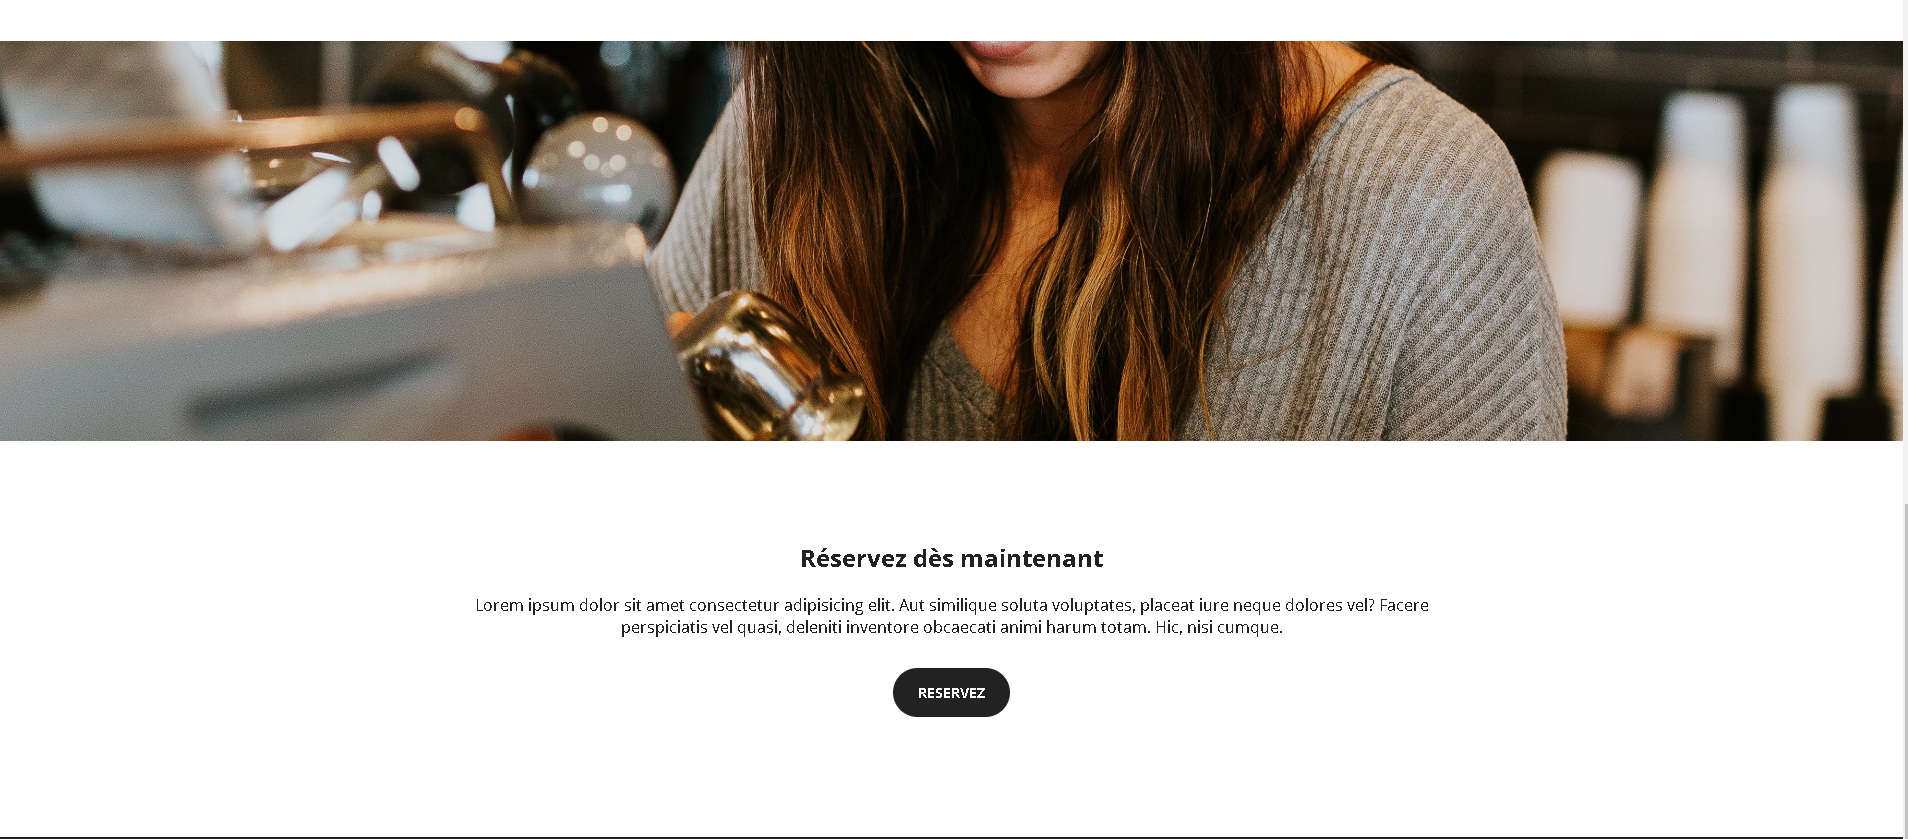 Réservez dès maintenant
Lorem ipsum dolor sit amet consectetur adipisicing elit. Aut similique soluta voluptates, placeat iure neque dolores vel? Facere
perspiciatis vel quasi, deleniti inventore obcaecati animi harum totam. Hic, nisi cumque.
RESERVEZ